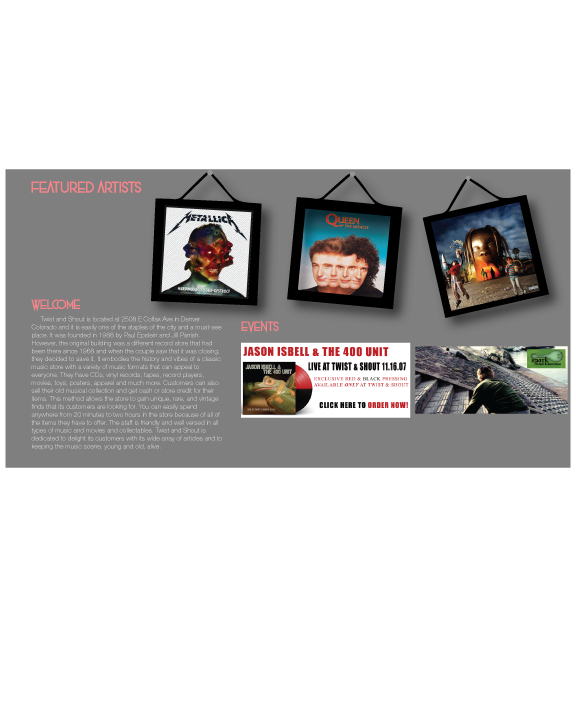 FEATURED ARTISTS
METALLICA
QUEEN
THE MIRACLE
WELCOME
Twist and Shout is located at 2508 E Colfax Ave in Denver
Colorado and it is easily one of the staples of the city and a must see
place. It was founded in 1988 by Paul Epstein and Jill Parrish.
However, the original building was a different record store that had
been there since 1968 and when the couple saw that it was closing
they decided to save it. It embodies the history and vibes of a classic
music store with a variety of music formats that can appeal to
everyone. They have CDs, vinyl records, tapes, record players,
movies, toys, posters, apparel and much more. Customers can also
sell their old musical collection and get cash or store credit for their
items. This method allows the store to gain unique, rare, and vintage
finds that its customers are looking for. You can easily spend
anywhere from 20 minutes to two hours in the store because of all of
the items they have to offer. The staff is friendly and well versed in all
types of music and movies and collectables. Twist and Shout is
dedicated to delight its customers with its wide array of articles and to
keeping the music scene, young and old, alive.
EVENTS
JASON ISBELL & THE 400 UNIT
JASON ISBELL &
THE 400 UNIT
LIVE AT TWIST & SHOUT 11.16.07
EXCLUSIVE RED & BLACK PRESSING
AVAILABLE ONLY AT TWIST & SHOUT
CLICK HERE TO ORDER NOW!